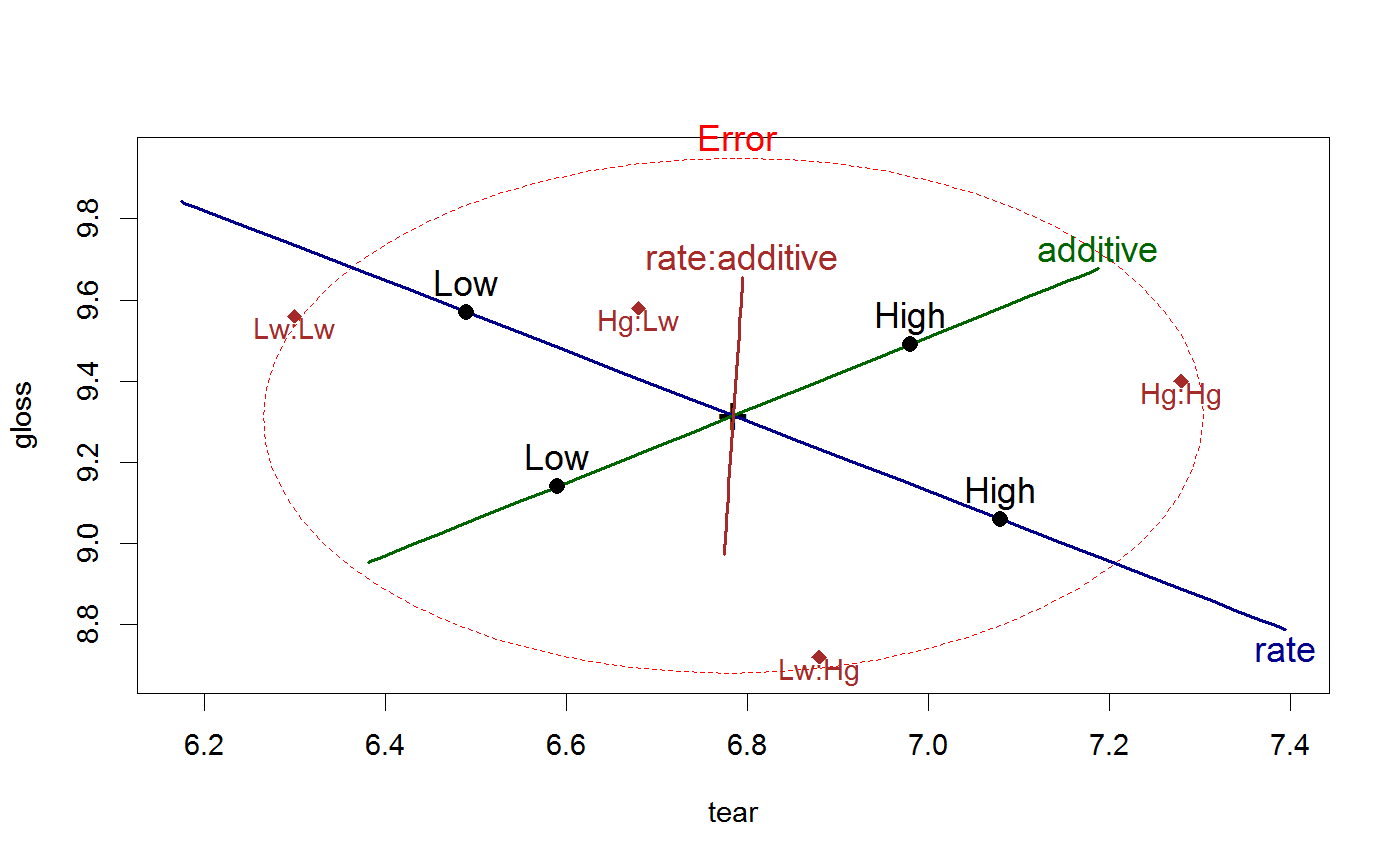 Error
9.8
additive
rate:additive
Low
9.6
High
Hg:Lw
Lw:Lw
9.4
Hg:Hg
gloss
9.2
Low
High
9.0
8.8
rate
Lw:Hg
6.2 6.4 6.6 6.8 7.0 7.2 7.4
tear